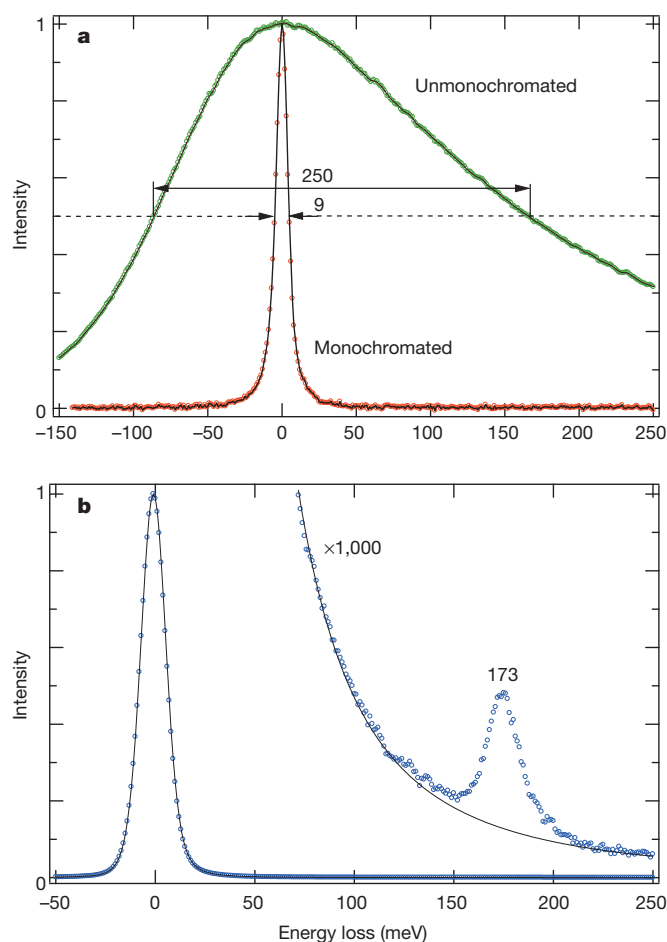 a
1
Unmonochromated
250
9
Intensity
Monochromated
0
−150 −100 −50 0 50 100 150 200 250
b
1
×1,000
173
Intensity
0
−50 0 50 100 150 200 250
Energy loss (meV)